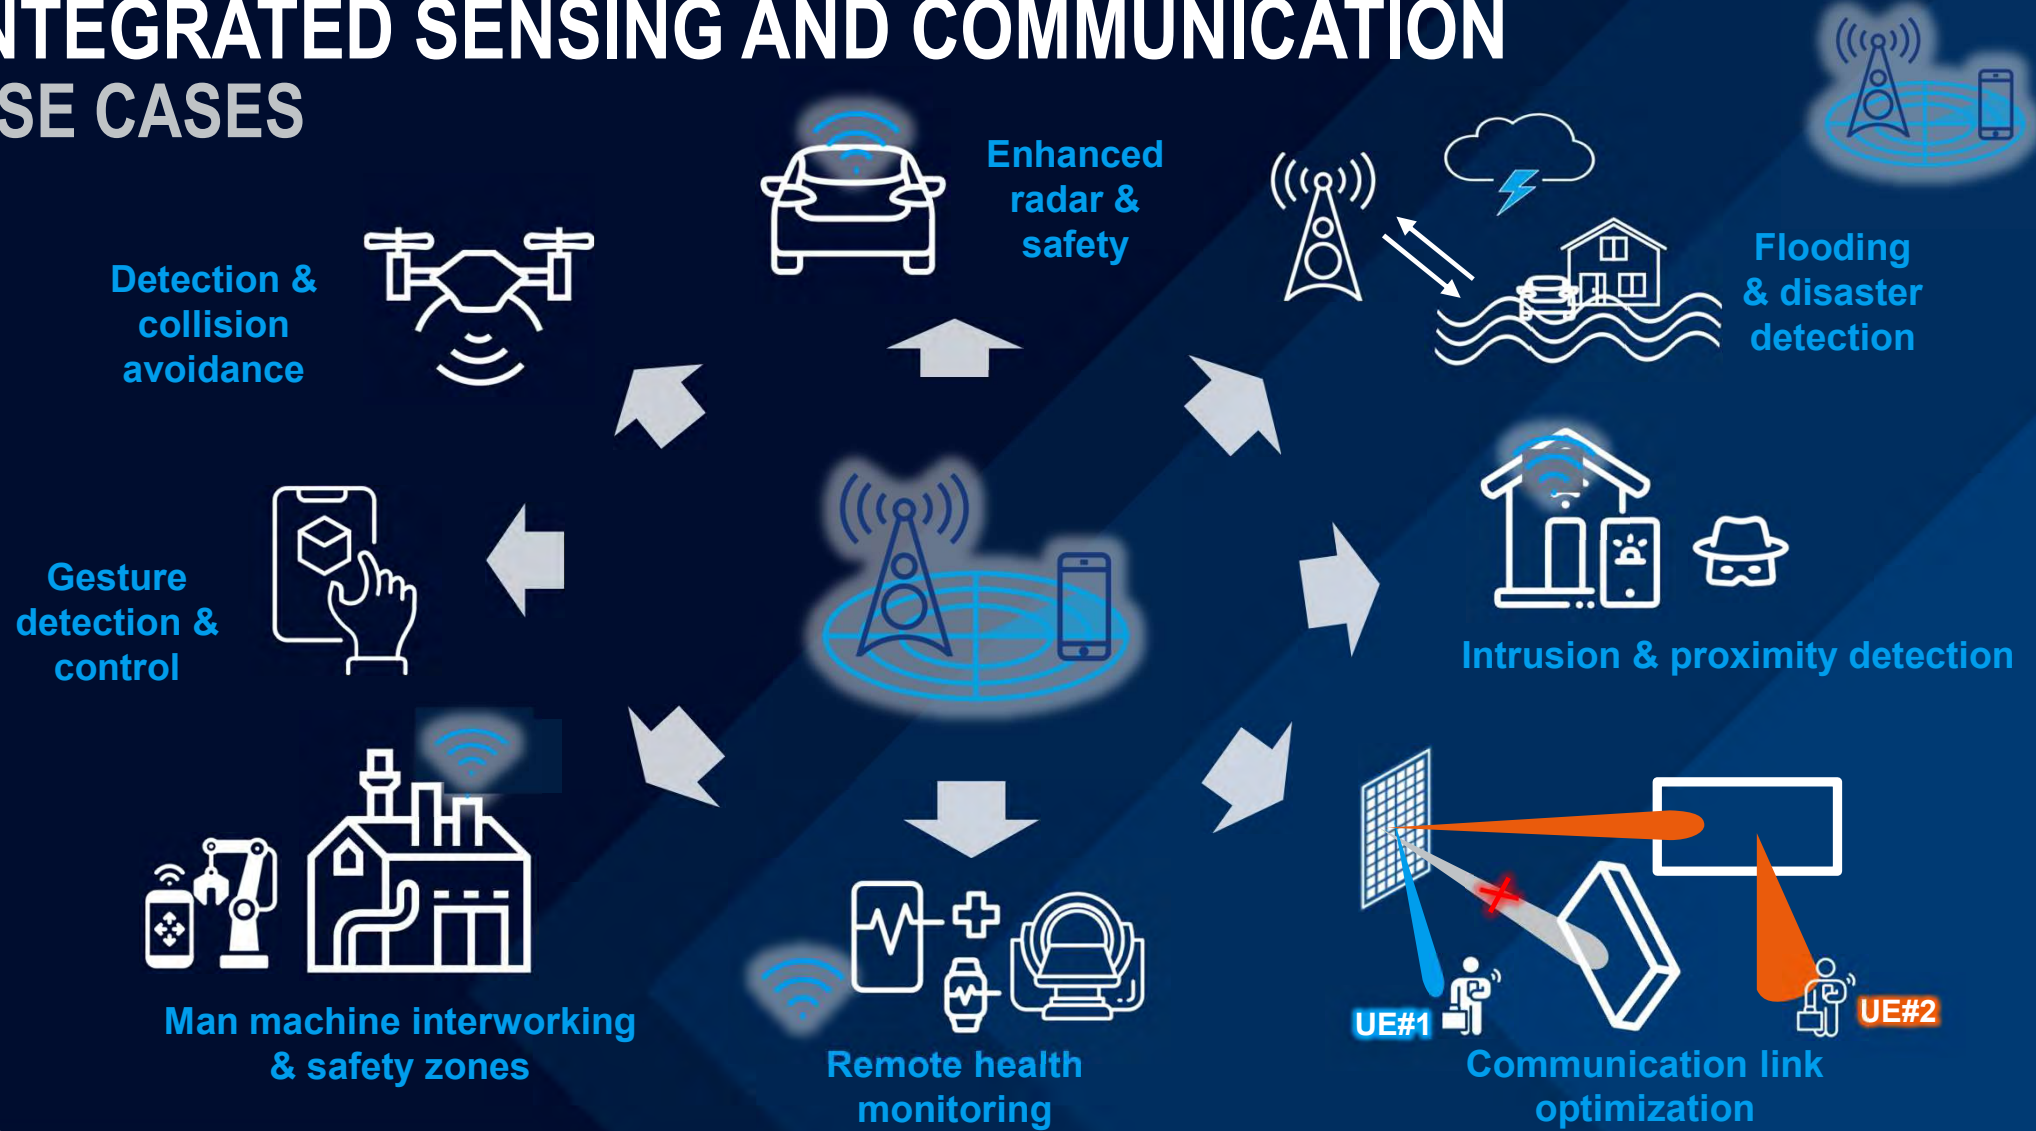 NTEGRATED SENSING AND COMMUNICATION
SE CASES
Enhanced
radar &
safety
Flooding
& disaster
detection
Detection &
collision
avoidance
Gesture
detection &
control
Intrusion & proximity detection
Man machine interworking
& safety zones
Remote health
monitoring
UE#1
UE#2
Communication link
optimization